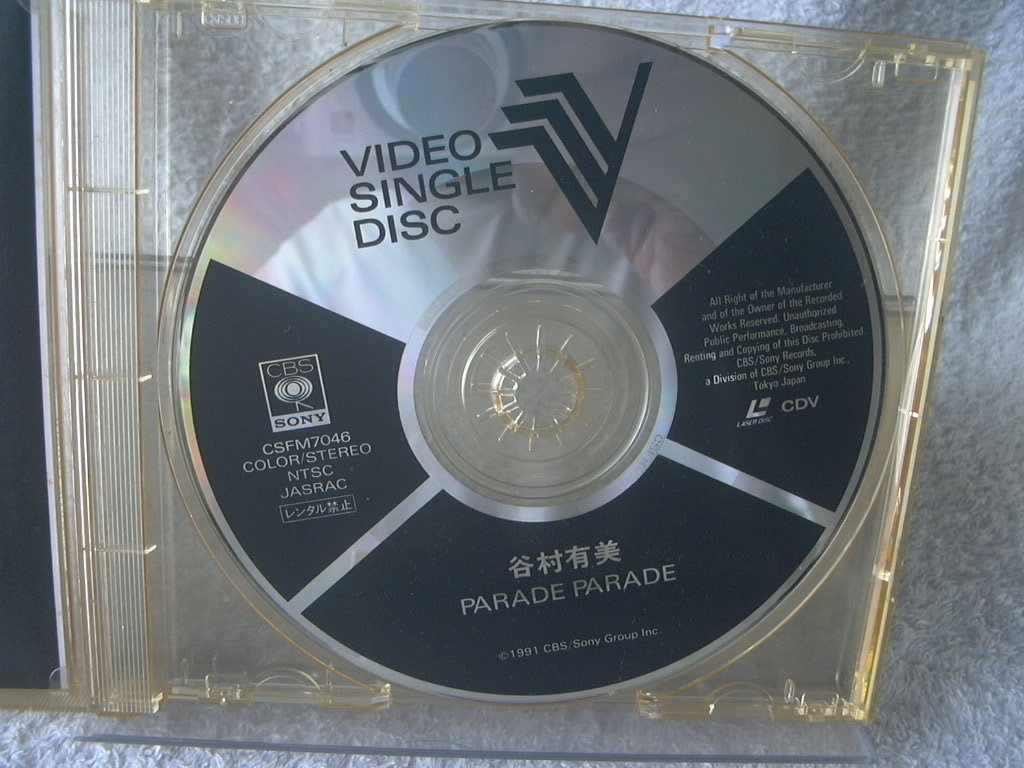 VIDEO
SINGLE
DISC
All Right of the Manufacturer
and of the Owner of the Recorded
Works Reserved. Unauthorized
Public Performance. Broadcasting,
Renting and Copying of this Disc Prohibited.
CBS/Sony Records,
a Division of CBS/Sony Group Inc.,
Tokyo Japan
LASER DISC
CDV
CBS
SONY
CSFM7046
COLOR/STEREO
NTSC
JASRAC
レンタル禁止
谷村有美
PARADE PARADE
©1991 CBS/Sony Group Inc.